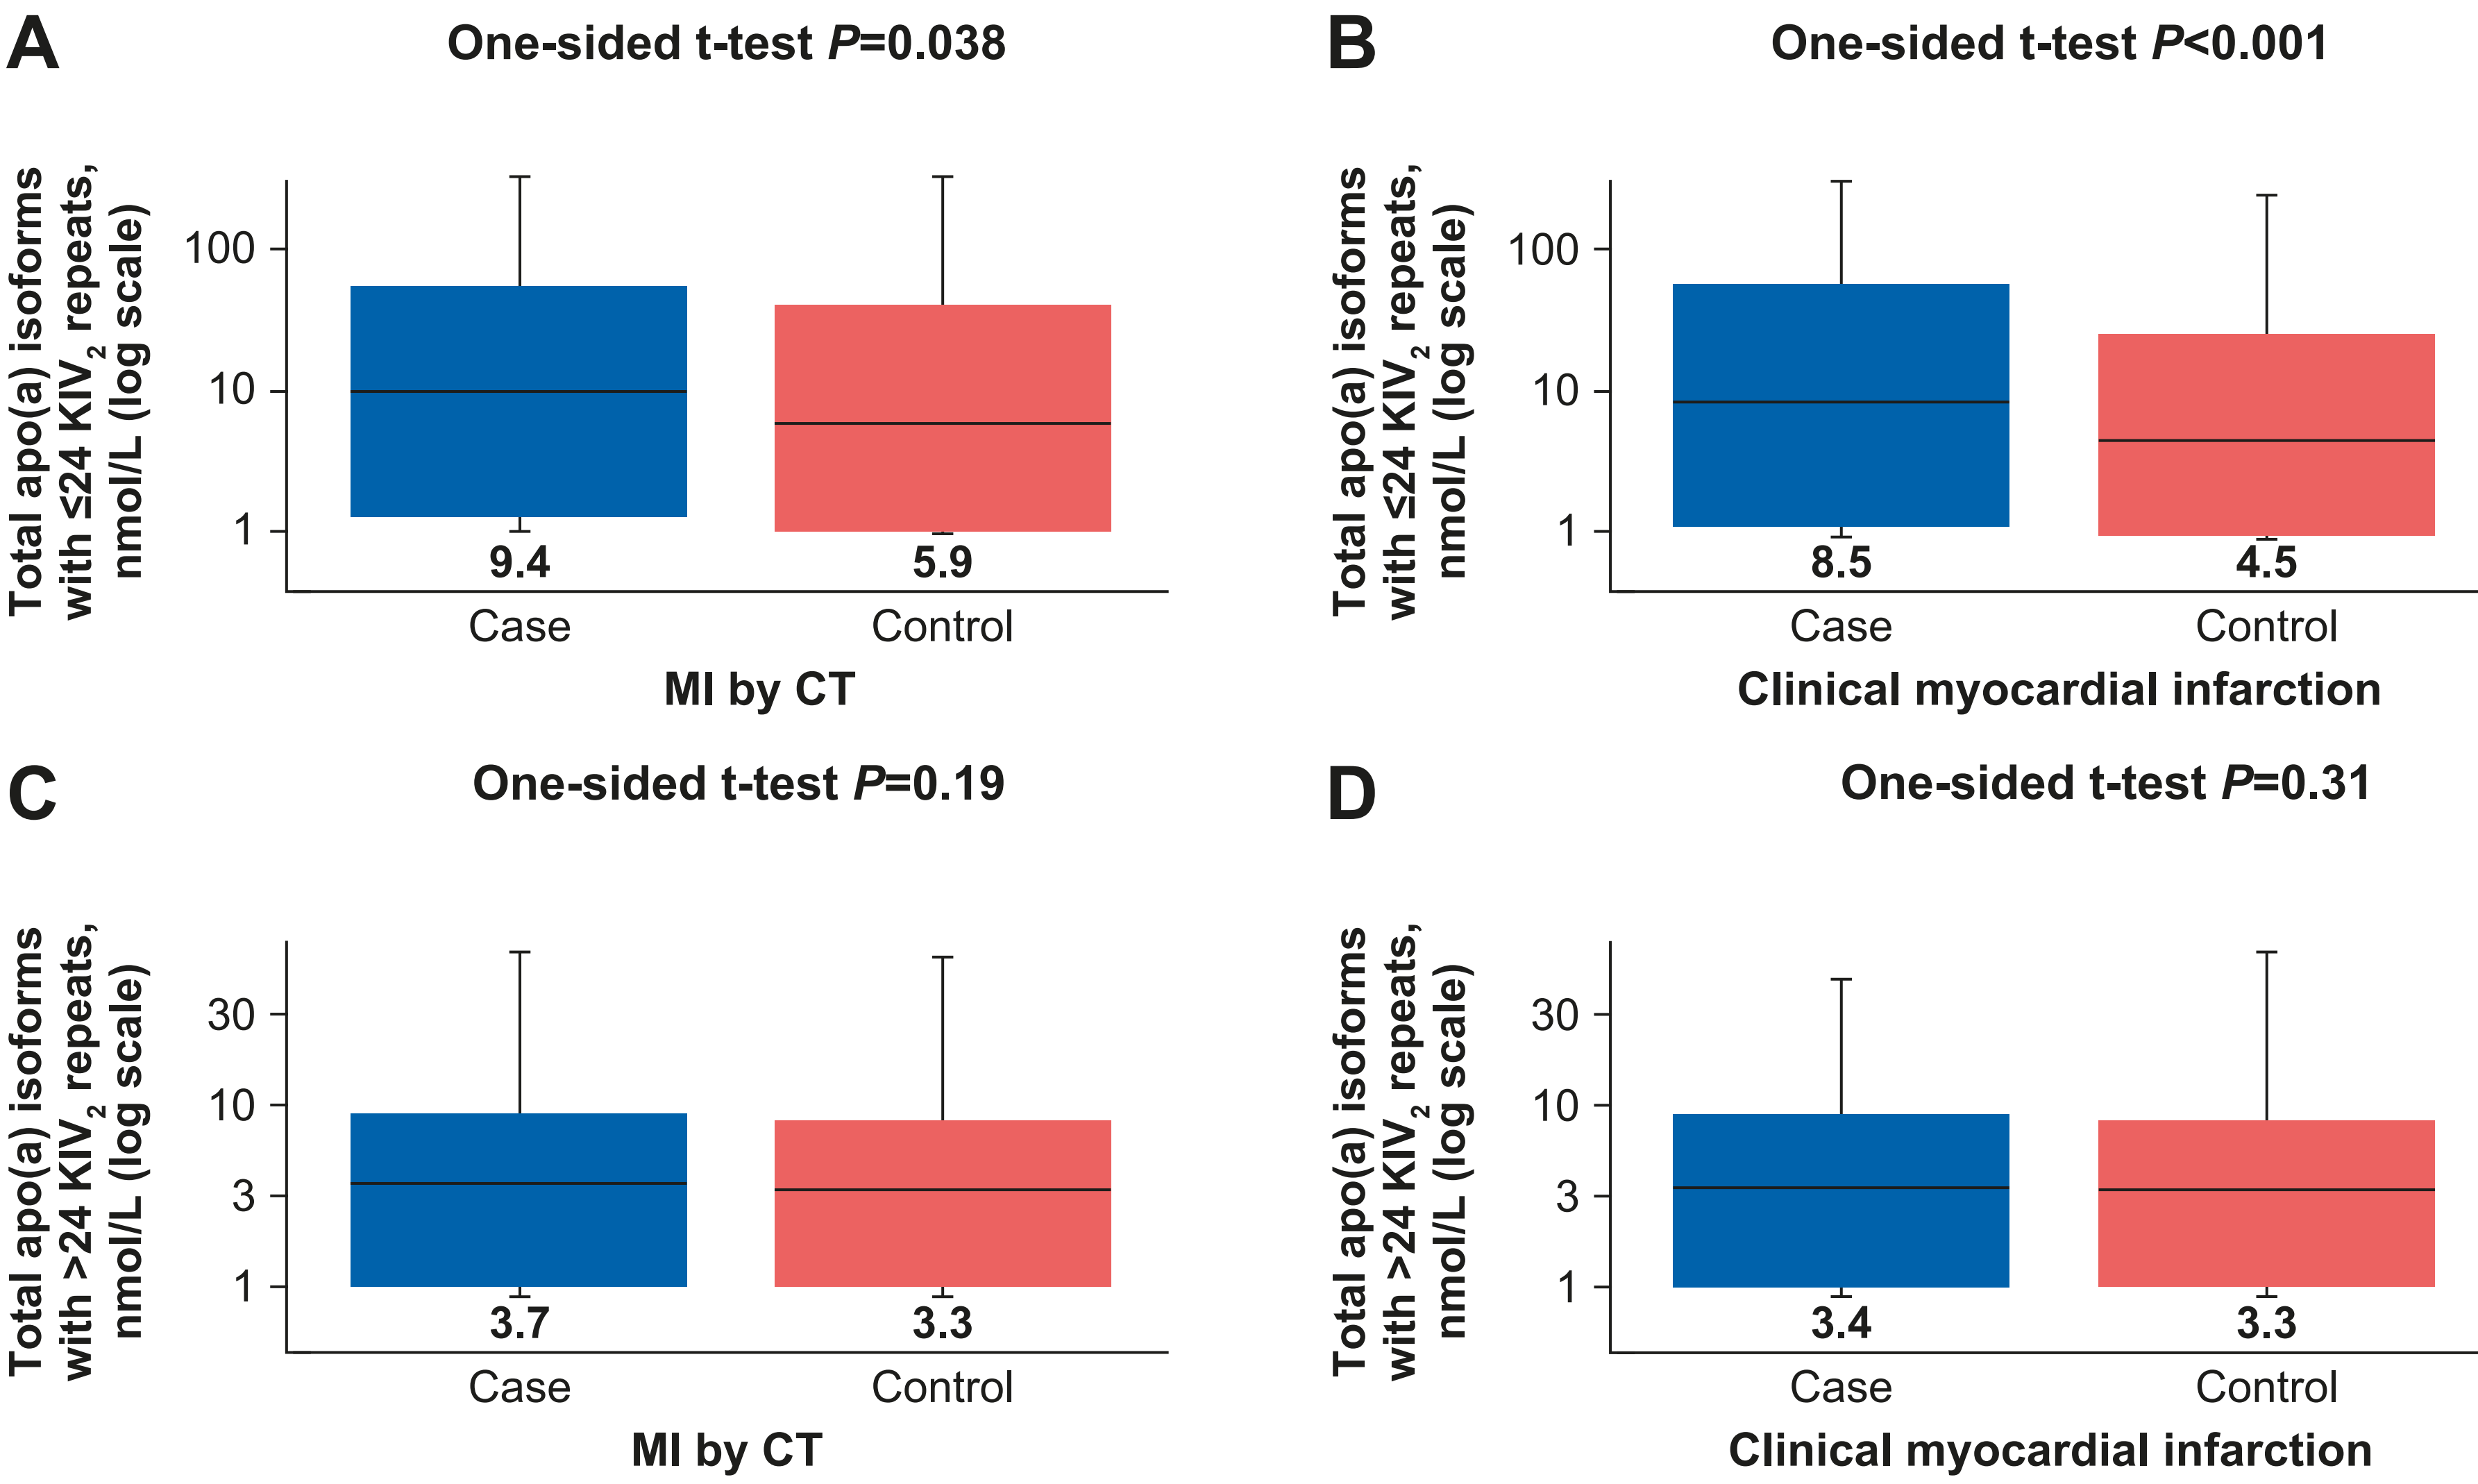 A
One-sided t-test P=0.038
Total apo(a) isoforms
with ≤24 KIV₂ repeats,
nmol/L (log scale)
100
10
1
9.4
5.9
Case
Control
MI by CT
B
One-sided t-test P<0.001
Total apo(a) isoforms
with ≤24 KIV₂ repeats,
nmol/L (log scale)
100
10
1
8.5
4.5
Case
Control
Clinical myocardial infarction
C
One-sided t-test P=0.19
Total apo(a) isoforms
with >24 KIV₂ repeats,
nmol/L (log scale)
30
10
3
1
3.7
3.3
Case
Control
MI by CT
D
One-sided t-test P=0.31
Total apo(a) isoforms
with >24 KIV₂ repeats,
nmol/L (log scale)
30
10
3
1
3.4
3.3
Case
Control
Clinical myocardial infarction